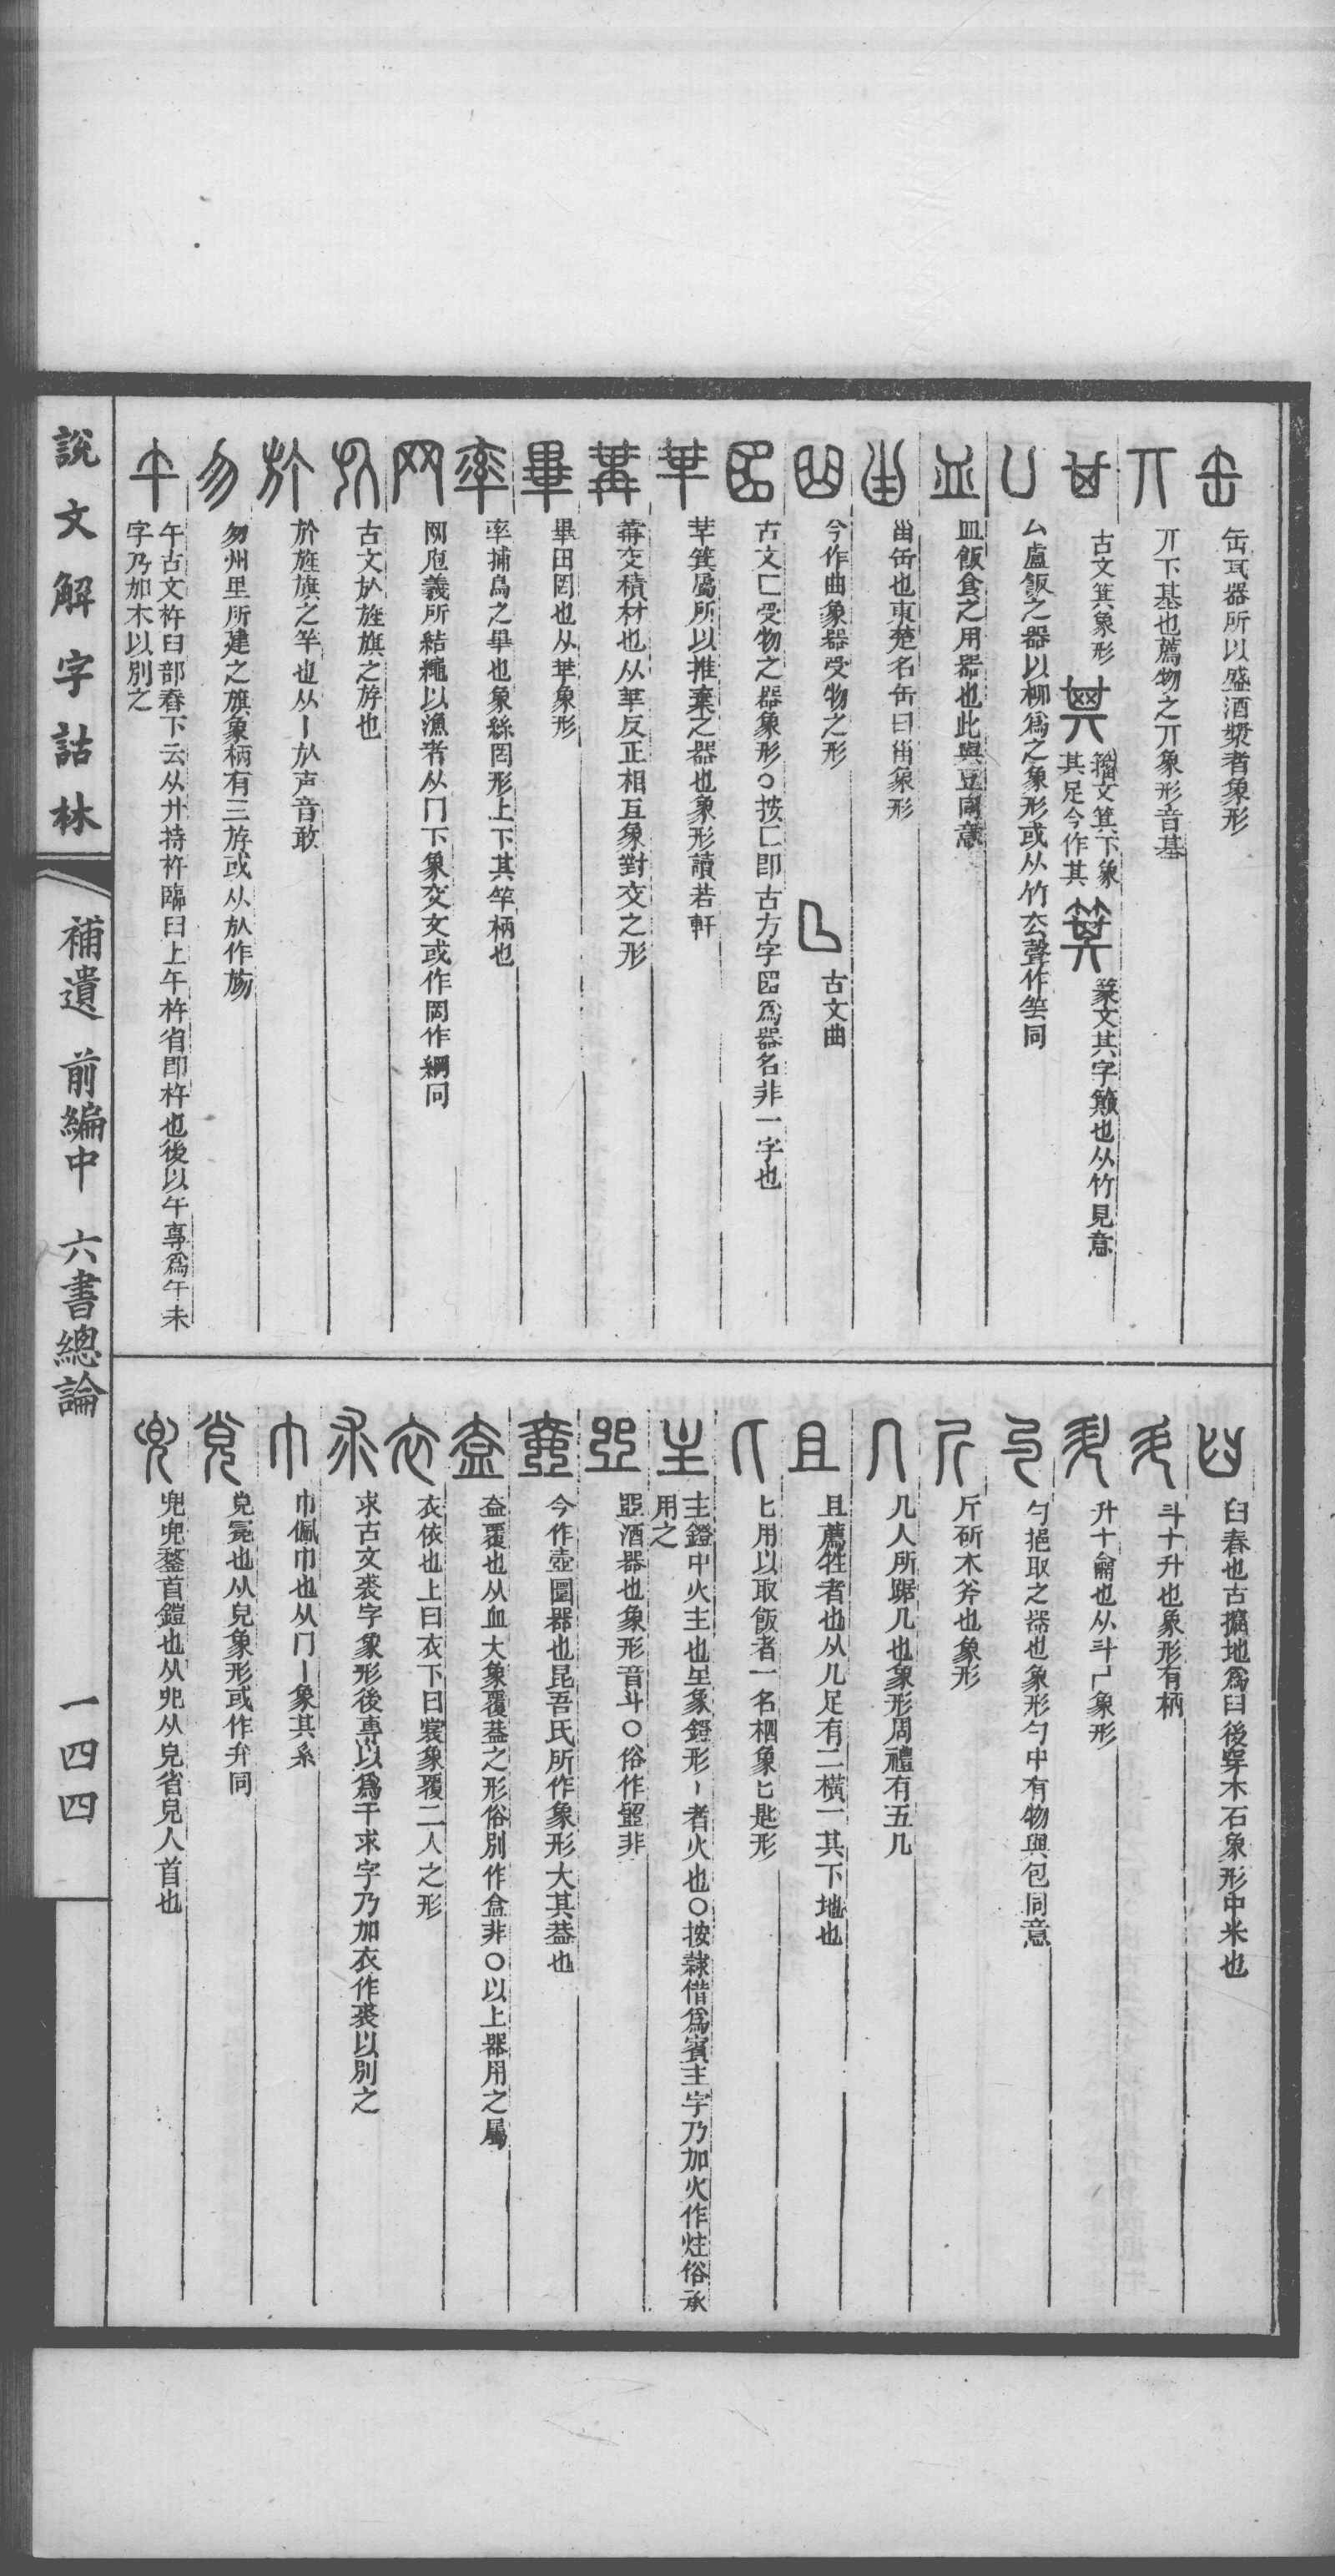 缶瓦器所以盛酒漿者象形
丌下基也薦物之丌象形音基
古文箕象形
籀文箕下象其足今作其
篆文其字簸也从竹見意
厶盧飯之器以柳爲之象形或从竹厺聲作筶同
皿飯食之用器也此與豆同意
甾缶也東楚名缶曰甾象形
今作曲象器受物之形
古文曲
古文匚受物之器象形○按匚卽古方字㔷爲器名非一字也
𠦒箕屬所以推棄之器也象形讀若軒
冓交積材也从𠦒反正相互象對交之形
畢田罔也从𠦒象形
率捕鳥之畢也象絲罔形上下其竿柄也
网庖義所結繩以漁者从冂下象交文或作罔作網同
古文㫃旌旗之斿也
㫃旌旗之竿也从丨㫃声音敢
勿州里所建之旗象柄有三斿或从㫃作㫍
午古文杵臼部舂下云从廾持杵臨臼上午杵省卽杵也後以午專爲午未
字乃加木以別之
臼舂也古掘地爲臼後穿木石象形中米也
斗十升也象形有柄
升十龠也从斗𠃍象形
勺挹取之器也象形勺中有物與包同意
斤斫木斧也象形
几人所踞几也象形周禮有五几
且薦牲者也从几足有二橫一其下地也
匕用以取飯者一名柶象匕匙形
主鐙中火主也𡈼象鐙形丶者火也○按隸借爲賓主字乃加火作炷俗承
用之
㽅酒器也象形音斗○俗作䀌非
今作壺圜器也昆吾氏所作象形大其葢也
盇覆也从血大象覆葢之形俗別作盒非○以上器用之屬
衣依也上曰衣下曰裳象覆二人之形
求古文裘字象形後專以爲干求字乃加衣作裘以別之
巾佩巾也从冂丨象其系
皃冕也从兒象形或作弁同
兜兜鍪首鎧也从𠑹从皃省皃人首也
說文解字詁林
補遺 前編中 六書總論
一四四